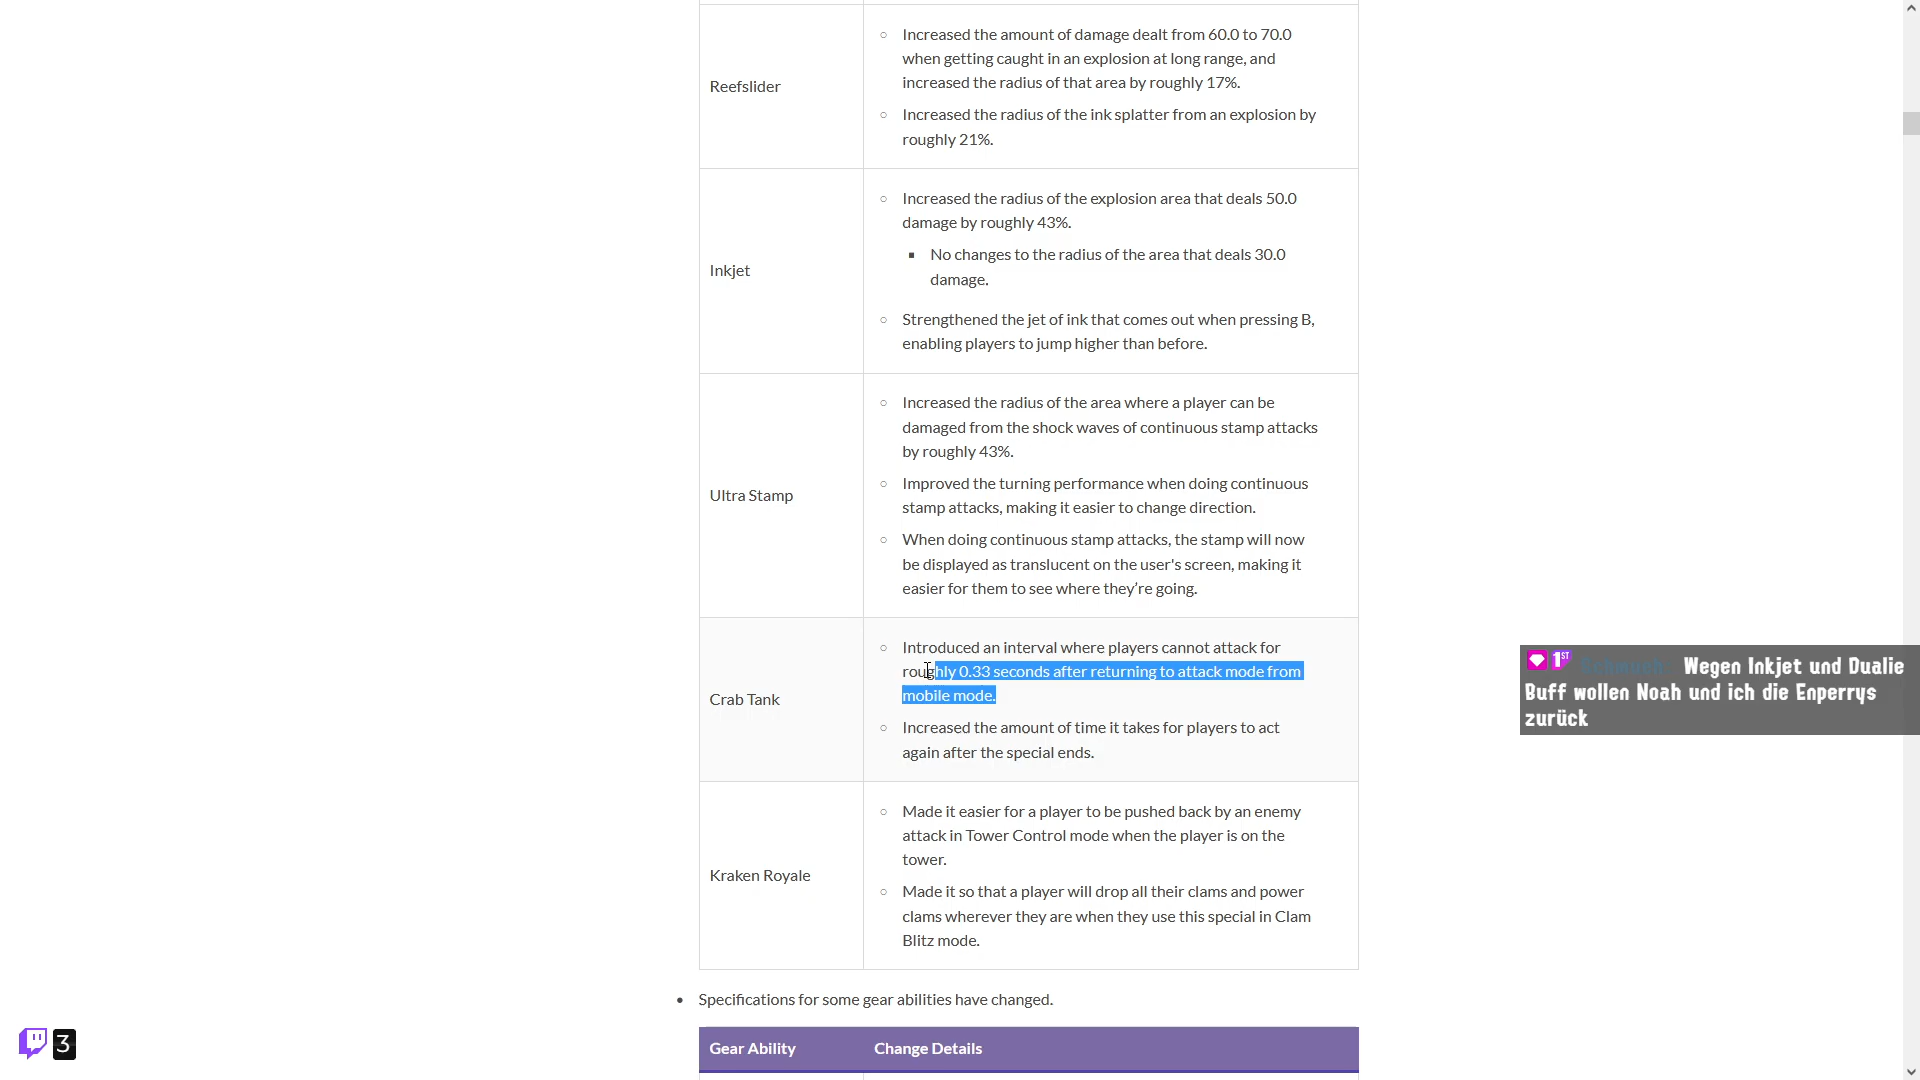 Increased the amount of damage dealt from 60.0 to 70.0
when getting caught in an explosion at long range, and
increased the radius of that area by roughly 17%.
Reefslider
Increased the radius of the ink splatter from an explosion by
roughly 21%.
Increased the radius of the explosion area that deals 50.0
damage by roughly 43%.
No changes to the radius of the area that deals 30.0
damage.
Inkjet
Strengthened the jet of ink that comes out when pressing B,
enabling players to jump higher than before.
Increased the radius of the area where a player can be
damaged from the shock waves of continuous stamp attacks
by roughly 43%.
Ultra Stamp
Improved the turning performance when doing continuous
stamp attacks, making it easier to change direction.
When doing continuous stamp attacks, the stamp will now
be displayed as translucent on the user's screen, making it
easier for them to see where they’re going.
Introduced an interval where players cannot attack for
roughly 0.33 seconds after returning to attack mode from
mobile mode.
Crab Tank
Increased the amount of time it takes for players to act
again after the special ends.
Made it easier for a player to be pushed back by an enemy
attack in Tower Control mode when the player is on the
tower.
Kraken Royale
Made it so that a player will drop all their clams and power
clams wherever they are when they use this special in Clam
Blitz mode.
Specifications for some gear abilities have changed.
Gear Ability Change Details
1ST Wegen Inkjet und Dualie
Buff wollen Noah und ich die Enperrys
zurück
3